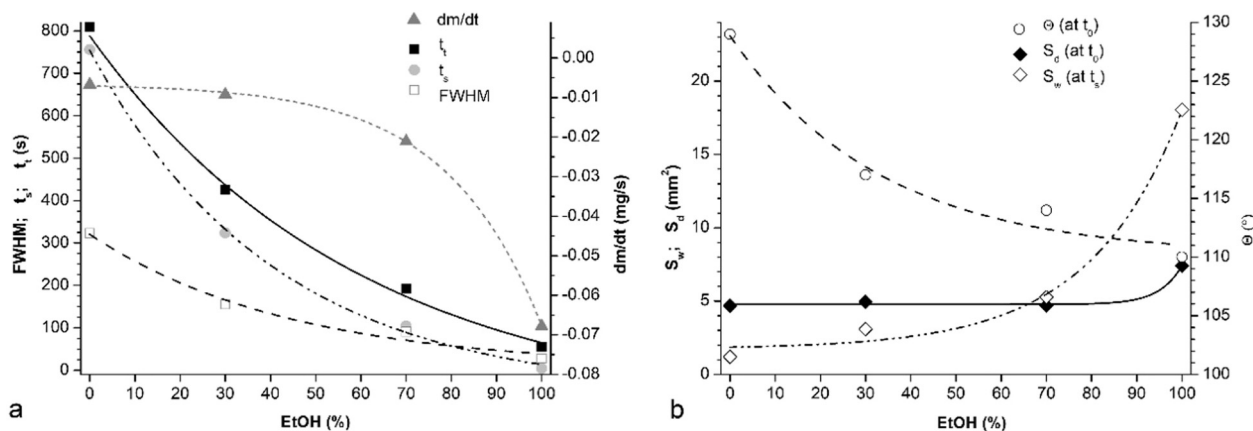 800
700
600
500
400
300
200
100
0
FWHM; t_s; t_t (s)
0 10 20 30 40 50 60 70 80 90 100
EtOH (%)
0.00
-0.01
-0.02
-0.03
-0.04
-0.05
-0.06
-0.07
-0.08
dm/dt (mg/s)
dm/dt
t_t
t_s
FWHM
a
20
15
10
5
0
S_w; S_d (mm²)
0 10 20 30 40 50 60 70 80 90 100
EtOH (%)
130
125
120
115
110
105
100
Θ (°)
Θ (at t_0)
S_d (at t_0)
S_w (at t_s)
b